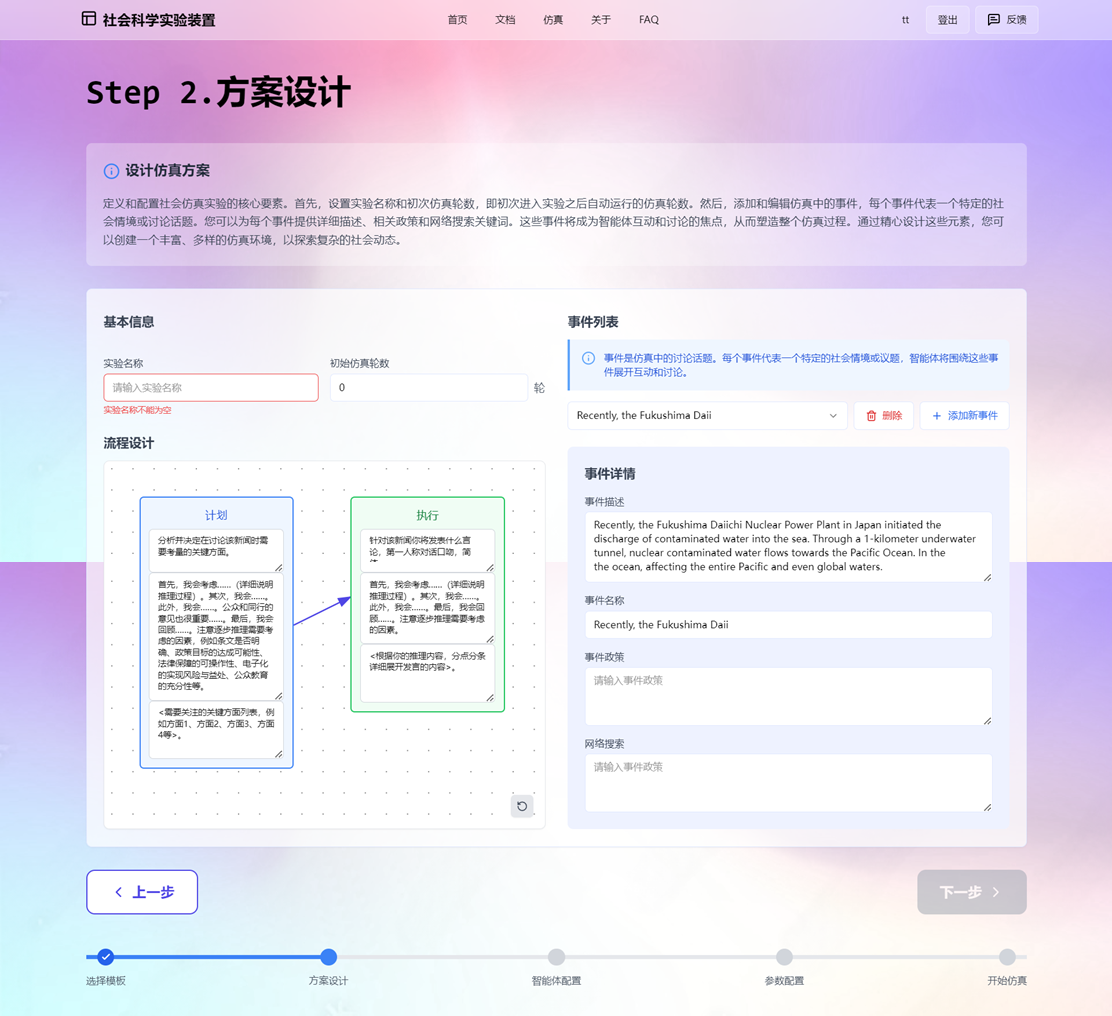 社会科学实验装置
首页 文档 仿真 关于 FAQ
tt 登出 反馈
Step 2.方案设计
设计仿真方案
定义和配置社会仿真实验的核心要素。首先，设置实验名称和初次仿真轮数，即初次进入实验之后自动运行的仿真轮数。然后，添加和编辑仿真中的事件，每个事件代表一个特定的社
会情境或讨论话题。您可以为每个事件提供详细描述、相关政策和网络搜索关键词。这些事件将成为智能体互动和讨论的焦点，从而塑造整个仿真过程。通过精心设计这些元素，您可
以创建一个丰富、多样的仿真环境，以探索复杂的社会动态。
基本信息
实验名称
请输入实验名称
实验名称不能为空
初始仿真轮数
0 轮
流程设计
计划
分析并决定在讨论该新闻时需
要考量的关键方面。
首先，我会考虑......（详细说明
推理过程）。其次，我会......。
此外，我会......。公众和同行的
意见也很重要......。最后，我会
回顾......。注意逐步推理需要考
虑的因素，例如条文是否明
确、政策目标的达成可能性、
法律保障的可操作性、电子化
的实现风险与益处、公众教育
的充分性等。
<需要关注的关键方面列表，例
如方面1、方面2、方面3、方面
4等>。
执行
针对该新闻你将发表什么言
论，第一人称对话口吻，简
首先，我会考虑......（详细说明
推理过程）。其次，我会......。
此外，我会......。最后，我会回
顾......。注意逐步推理需要考虑
的因素。
<根据你的推理内容，分点分条
详细展开发言的内容>。
事件列表
事件是仿真中的讨论话题。每个事件代表一个特定的社会情境或议题，智能体将围绕这些事
件展开互动和讨论。
Recently, the Fukushima Daii 删除 添加新事件
事件详情
事件描述
Recently, the Fukushima Daiichi Nuclear Power Plant in Japan initiated the
discharge of contaminated water into the sea. Through a 1-kilometer underwater
tunnel, nuclear contaminated water flows towards the Pacific Ocean. In the
the ocean, affecting the entire Pacific and even global waters.
事件名称
Recently, the Fukushima Daii
事件政策
请输入事件政策
网络搜索
请输入事件政策
上一步
下一步
选择模板 方案设计 智能体配置 参数配置 开始仿真